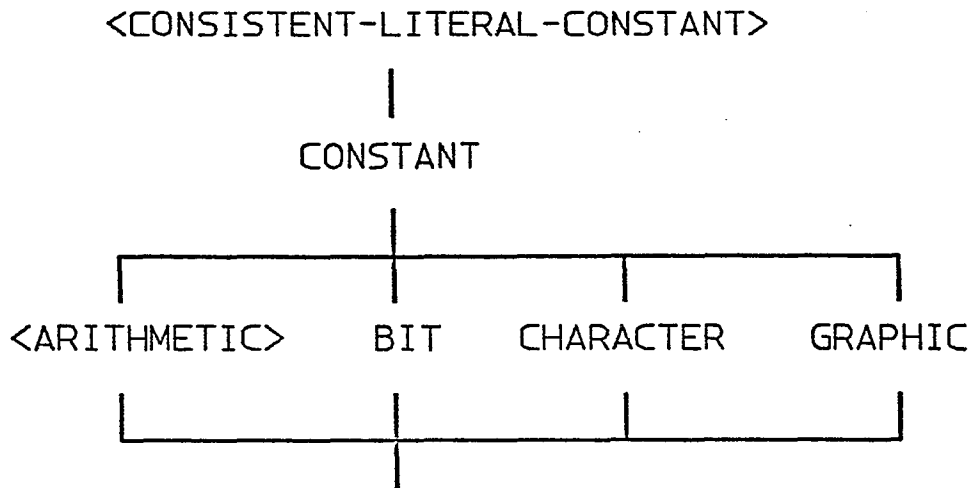 <CONSISTENT-LITERAL-CONSTANT>
CONSTANT
<ARITHMETIC> BIT CHARACTER GRAPHIC